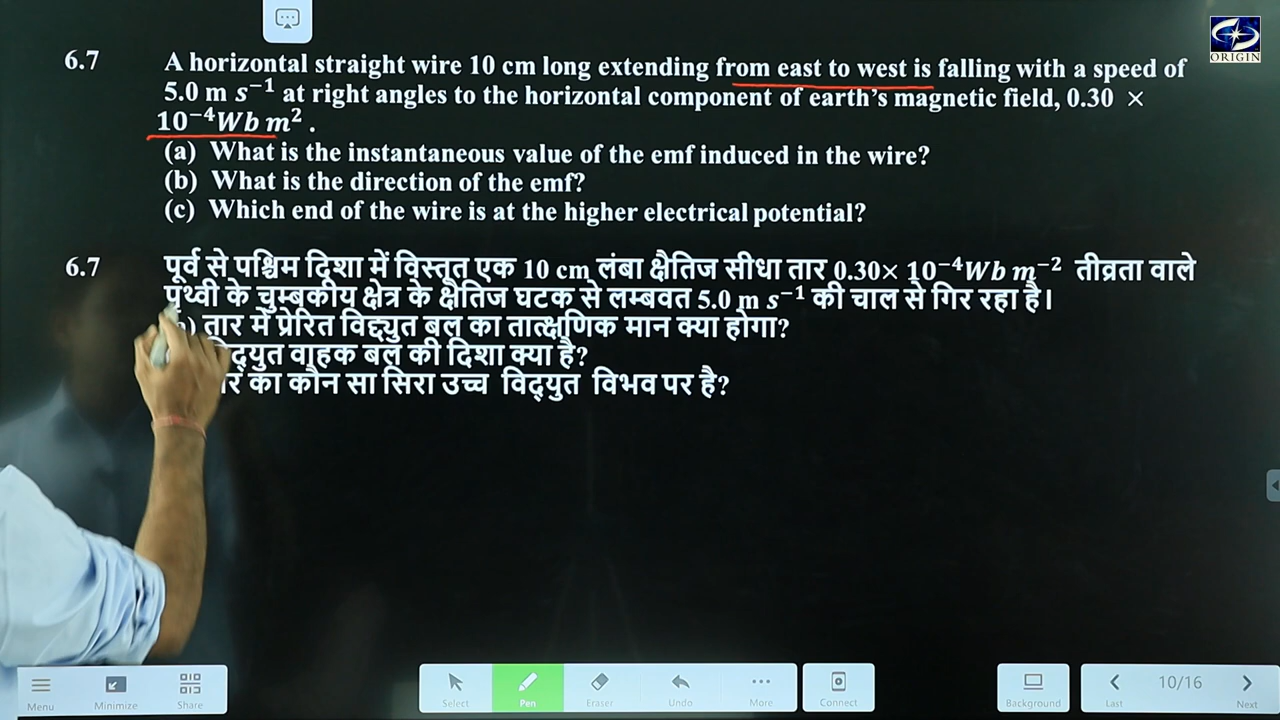 ORIGIN
6.7 A horizontal straight wire 10 cm long extending from east to west is falling with a speed of
5.0 m s⁻¹ at right angles to the horizontal component of earth's magnetic field, 0.30 ×
10⁻⁴Wb m² .
(a) What is the instantaneous value of the emf induced in the wire?
(b) What is the direction of the emf?
(c) Which end of the wire is at the higher electrical potential?
6.7 पूर्व से पश्चिम दिशा में विस्तृत एक 10 cm लंबा क्षैतिज सीधा तार 0.30× 10⁻⁴Wb m⁻² तीव्रता वाले
पृथ्वी के चुम्बकीय क्षेत्र के क्षैतिज घटक से लम्बवत 5.0 m s⁻¹ की चाल से गिर रहा है।
तार में प्रेरित विद्द्युत बल का तात्क्षणिक मान क्या होगा?
विद्युत वाहक बल की दिशा क्या है?
का कौन सा सिरा उच्च विद्युत विभव पर है?
Menu Minimize Share Select Pen Eraser Undo More Connect Background Last 10/16 Next